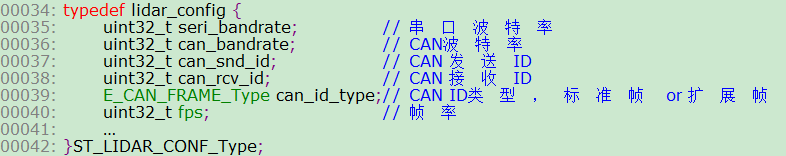 00034: typedef lidar_config {
00035: uint32_t seri_bandrate; // 串口波特率
00036: uint32_t can_bandrate; // CAN波特率
00037: uint32_t can_snd_id; // CAN 发送 ID
00038: uint32_t can_rcv_id; // CAN 接收 ID
00039: E_CAN_FRAME_Type can_id_type;// CAN ID类型，标准帧 or 扩展帧
00040: uint32_t fps; // 帧率
00041: ...
00042: }ST_LIDAR_CONF_Type;